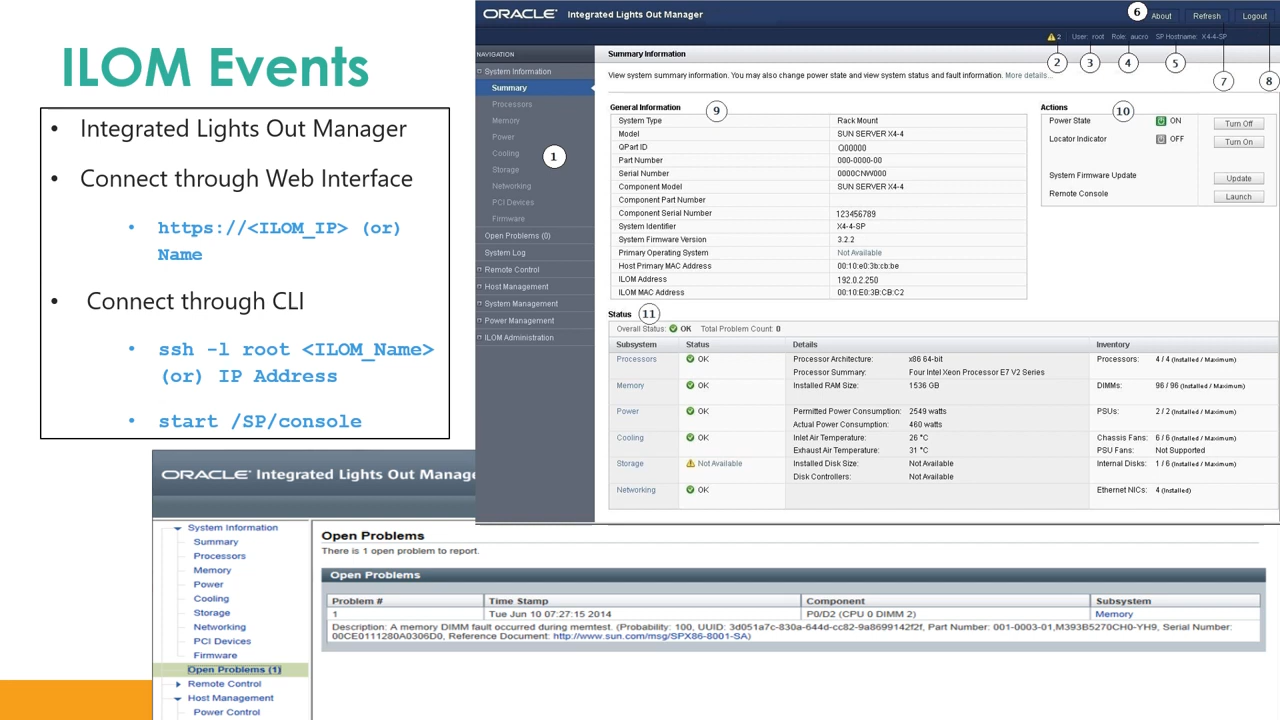 ILOM Events
• Integrated Lights Out Manager
• Connect through Web Interface
• https://<ILOM_IP> (or)
Name
• Connect through CLI
• ssh -l root <ILOM_Name>
(or) IP Address
• start /SP/console
ORACLE Integrated Lights Out Manager
6 About Refresh Logout
2 User: root Role: aucro SP Hostname: X4-4-SP
2 3 4 5 7 8
NAVIGATION
System Information
Summary
Processors
Memory
Power
Cooling
1
Storage
Networking
PCI Devices
Firmware
Open Problems (0)
System Log
Remote Control
Host Management
System Management
Power Management
ILOM Administration
Summary Information
View system summary information. You may also change power state and view system status and fault information. More details...
General Information 9
System Type Rack Mount
Model SUN SERVER X4-4
QPart ID Q00000
Part Number 000-0000-00
Serial Number 0000CNW000
Component Model SUN SERVER X4-4
Component Part Number
Component Serial Number 123456789
System Identifier X4-4-SP
System Firmware Version 3.2.2
Primary Operating System Not Available
Host Primary MAC Address 00:10:e0:3b:cb:be
ILOM Address 192.0.2.250
ILOM MAC Address 00:10:E0:3B:CB:C2
Actions 10
Power State ON Turn Off
Locator Indicator OFF Turn On
System Firmware Update Update
Remote Console Launch
Status 11
Overall Status: OK Total Problem Count: 0
Subsystem Status Details Inventory
Processors OK Processor Architecture: x86 64-bit Processors: 4 / 4 (Installed / Maximum)
Processor Summary: Four Intel Xeon Processor E7 V2 Series
Memory OK Installed RAM Size: 1536 GB DIMMs: 96 / 96 (Installed / Maximum)
Power OK Permitted Power Consumption: 2549 watts PSUs: 2 / 2 (Installed / Maximum)
Actual Power Consumption: 460 watts
Cooling OK Inlet Air Temperature: 26 °C Chassis Fans: 6 / 6 (Installed / Maximum)
Exhaust Air Temperature: 31 °C PSU Fans: Not Supported
Storage Not Available Installed Disk Size: Not Available Internal Disks: 1 / 6 (Installed / Maximum)
Disk Controllers: Not Available
Networking OK Ethernet NICs: 4 (Installed)
ORACLE Integrated Lights Out Manage
System Information
Summary
Processors
Memory
Power
Cooling
Storage
Networking
PCI Devices
Firmware
Open Problems (1)
Remote Control
Host Management
Power Control
Open Problems
There is 1 open problem to report.
Open Problems
Problem # Time Stamp Component Subsystem
1 Tue Jun 10 07:27:15 2014 P0/D2 (CPU 0 DIMM 2) Memory
Description: A memory DIMM fault occurred during memtest. (Probability: 100, UUID: 3d051a7c-830a-644d-cc82-9a8699142f2f, Part Number: 001-0003-01,M393B5270CH0-YH9, Serial Number:
00CE0111280A0306D0, Reference Document: http://www.sun.com/msg/SPX86-8001-SA)